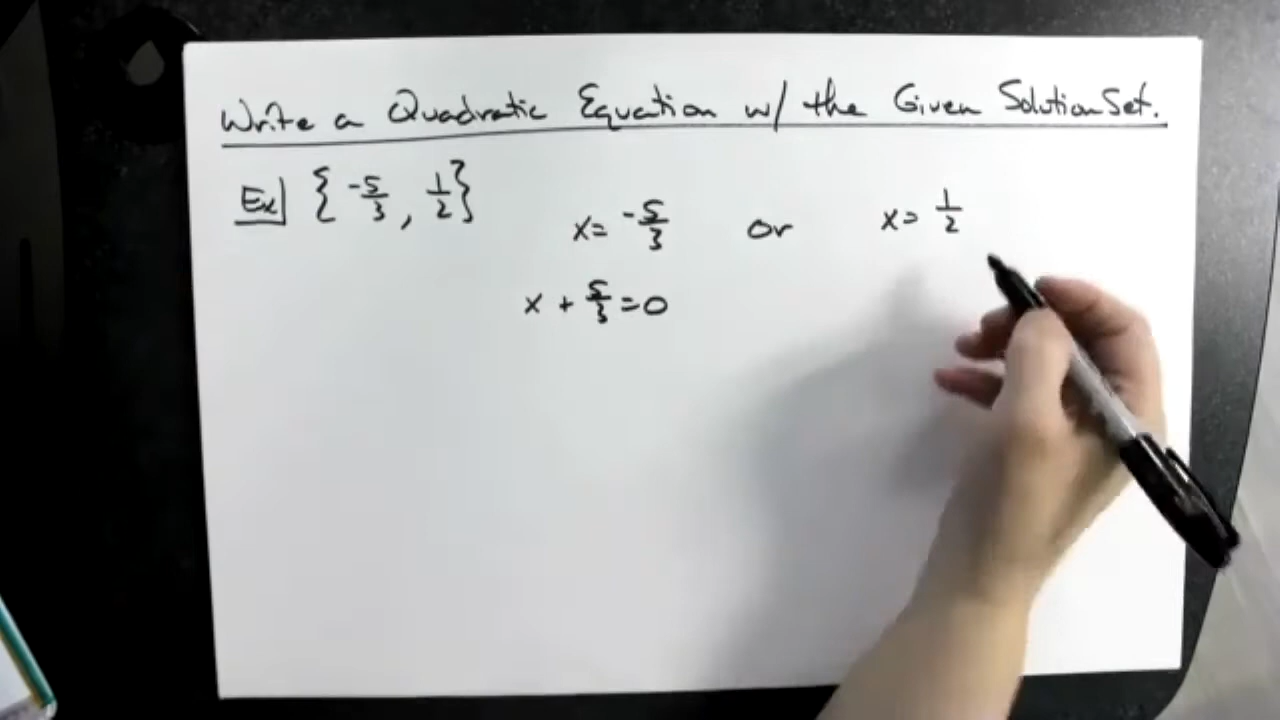 Write a Quadratic Equation w/ the Given Solution Set.
Ex {-5/3, 1/2} x = -5/3 or x = 1/2
x + 5/3 = 0